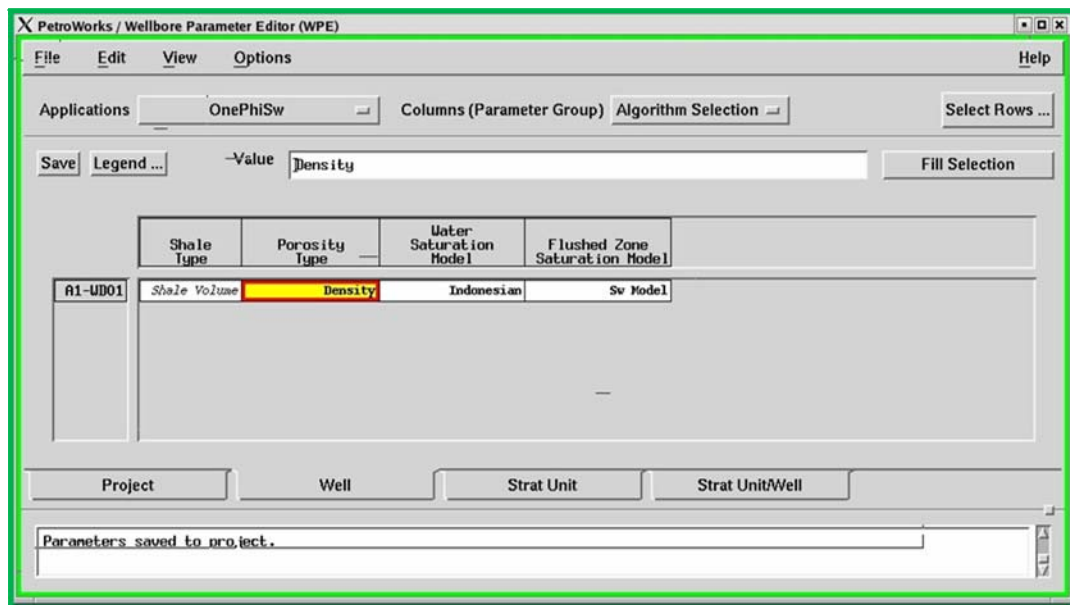 PetroWorks / Wellbore Parameter Editor (WPE)
File Edit View Options Help
Applications OnePhiSw Columns (Parameter Group) Algorithm Selection Select Rows ...
Save Legend ... Value Density Fill Selection
Shale Type Porosity Type Water Saturation Model Flushed Zone Saturation Model
A1-WD01 Shale Volume Density Indonesian Sw Model
Project Well Strat Unit Strat Unit/Well
Parameters saved to project.